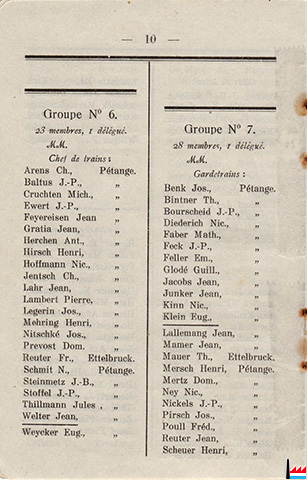 — 10 —
Groupe Nº 6.
23 membres, 1 délégué.
MM.
Chef de trains :
Arens Ch., Pétange.
Baltus J.-P., „
Cruchten Mich., „
Ewert J.-P., „
Feyereisen Jean „
Gratia Jean, „
Herchen Ant., „
Hirsch Henri, „
Hoffmann Nic., „
Jentsch Ch., „
Lahr Jean, „
Lambert Pierre, „
Legerin Jos., „
Mehring Henri, „
Nitschké Jos., „
Prevost Dom. „
Reuter Fr., Ettelbruck.
Schmit N., Pétange.
Steinmetz J.-B., „
Stoffel J.-P., „
Thillmann Jules , „
Welter Jean, „
Weycker Eug., „
Groupe Nº 7.
28 membres, 1 délégué.
MM.
Gardetrains :
Benk Jos., Pétange.
Bintner Th., „
Bourscheid J.-P., „
Diederich Nic., „
Faber Math., „
Feck J.-P. „
Feller Em., „
Glodé Guill., „
Jacobs Jean, „
Junker Jean, „
Kinn Nic., „
Klein Eug., „
Lallemang Jean, „
Mamer Jean, „
Mauer Th., Ettelbruck.
Mersch Henri, Pétange.
Mertz Dom., „
Ney Nic., „
Nickels J.-P., „
Pirsch Jos., „
Poull Fréd., „
Reuter Jean, „
Scheuer Henri, „